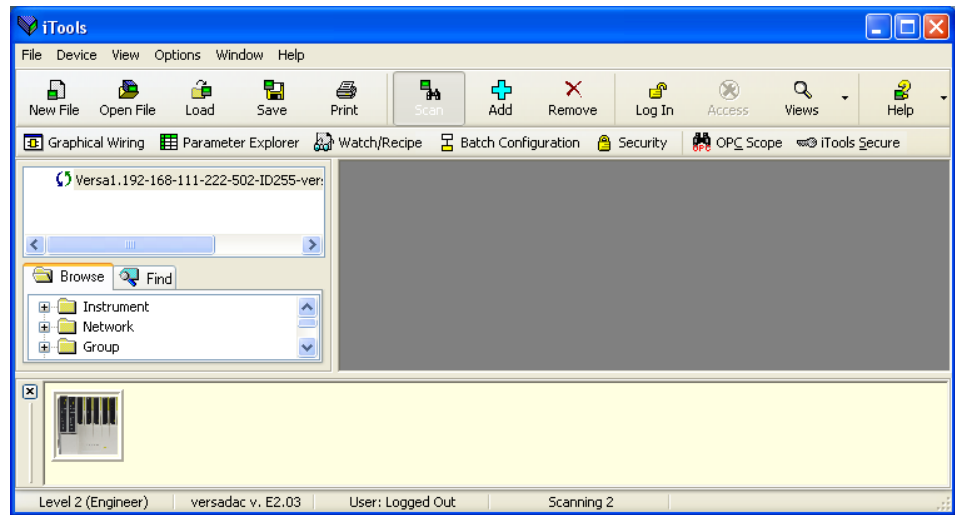 iTools
File Device View Options Window Help
New File Open File Load Save Print Scan Add Remove Log In Access Views Help
Graphical Wiring Parameter Explorer Watch/Recipe Batch Configuration Security OPC OPC Scope iTools Secure
Versa1.192-168-111-222-502-ID255-ver
Browse Find
Instrument
Network
Group
Level 2 (Engineer) versadac v. E2.03 User: Logged Out Scanning 2